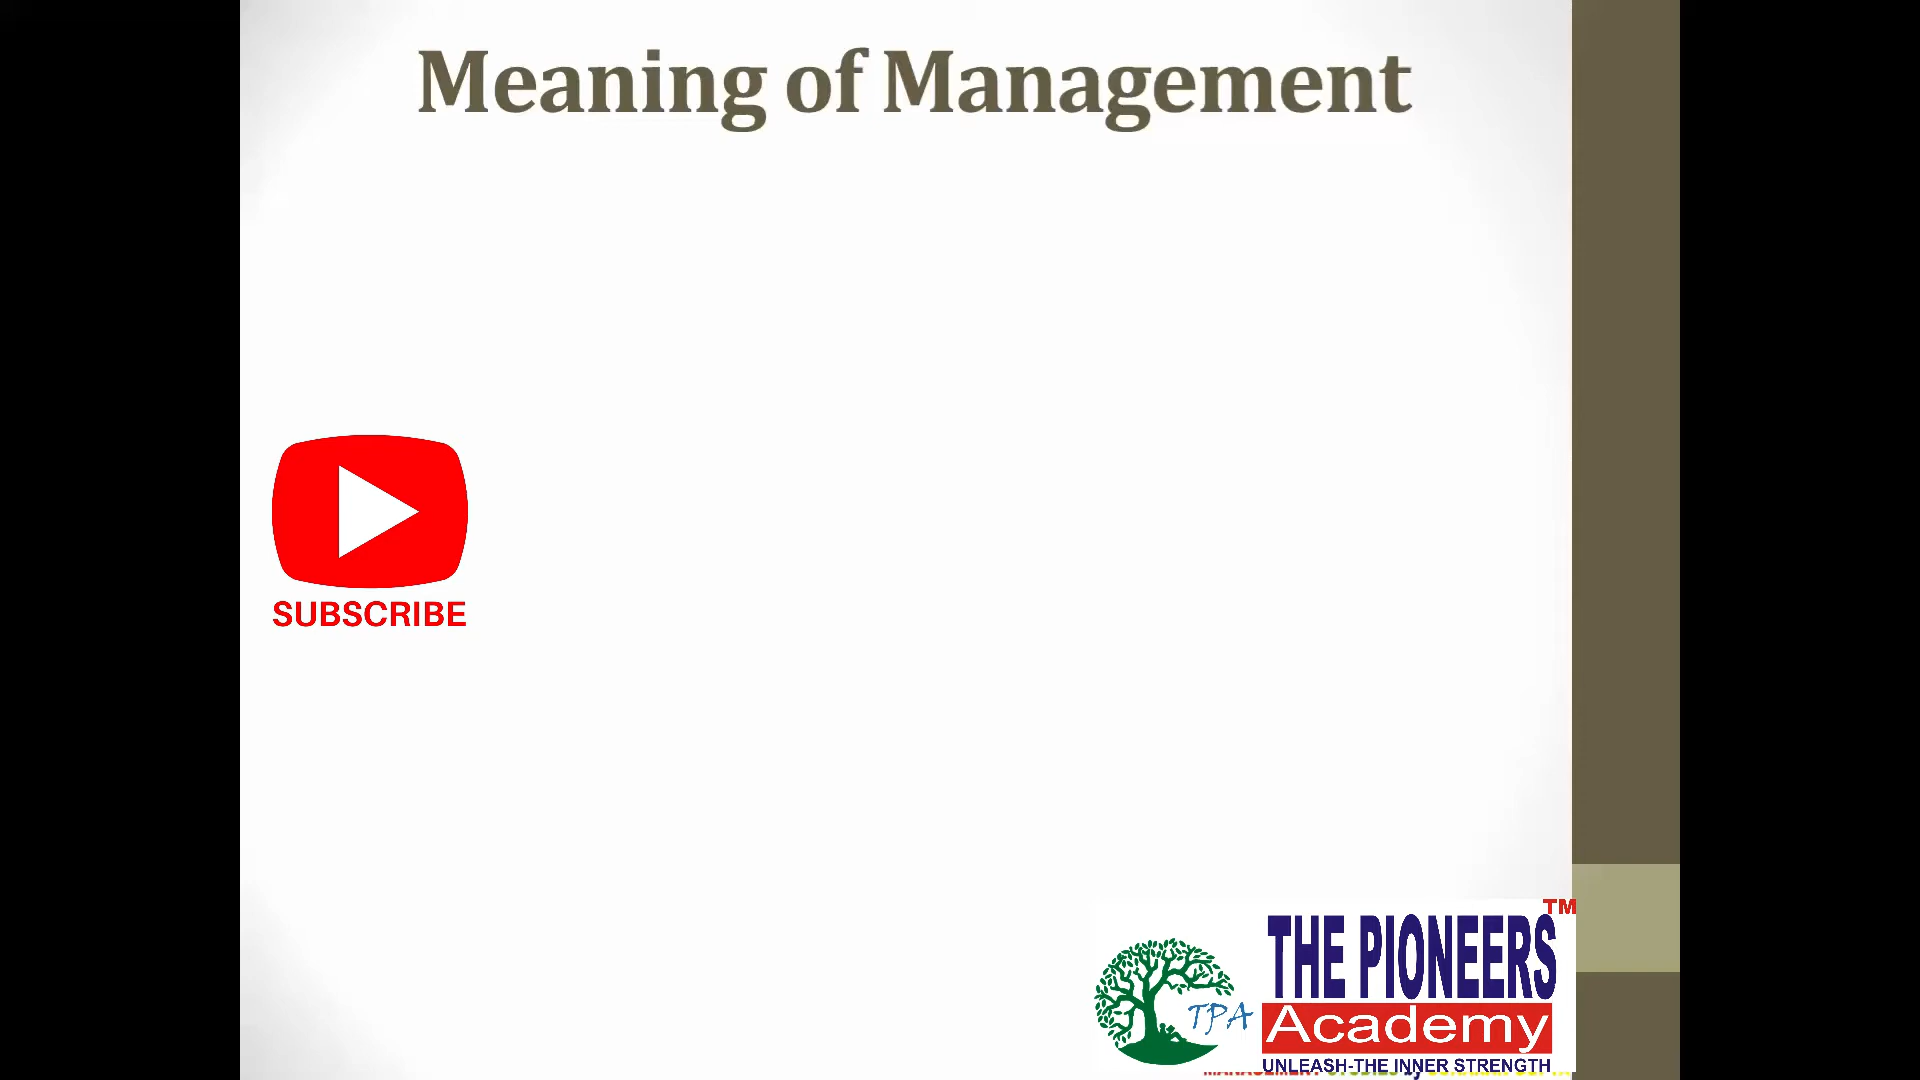 Meaning of Management
SUBSCRIBE
TM
THE PIONEERS
TPA
Academy
UNLEASH-THE INNER STRENGTH